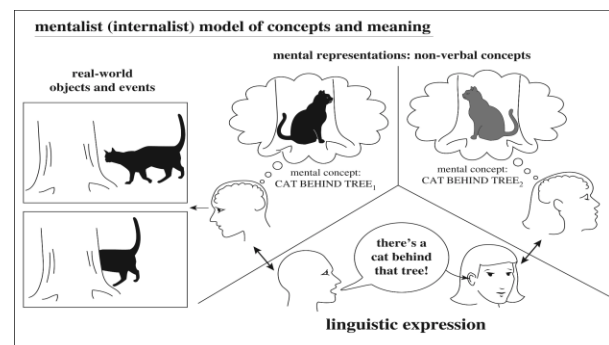 mentalist (internalist) model of concepts and meaning
mental representations: non-verbal concepts
real-world
objects and events
mental concept:
CAT BEHIND TREE₁
mental concept:
CAT BEHIND TREE₂
there's a
cat behind
that tree!
linguistic expression